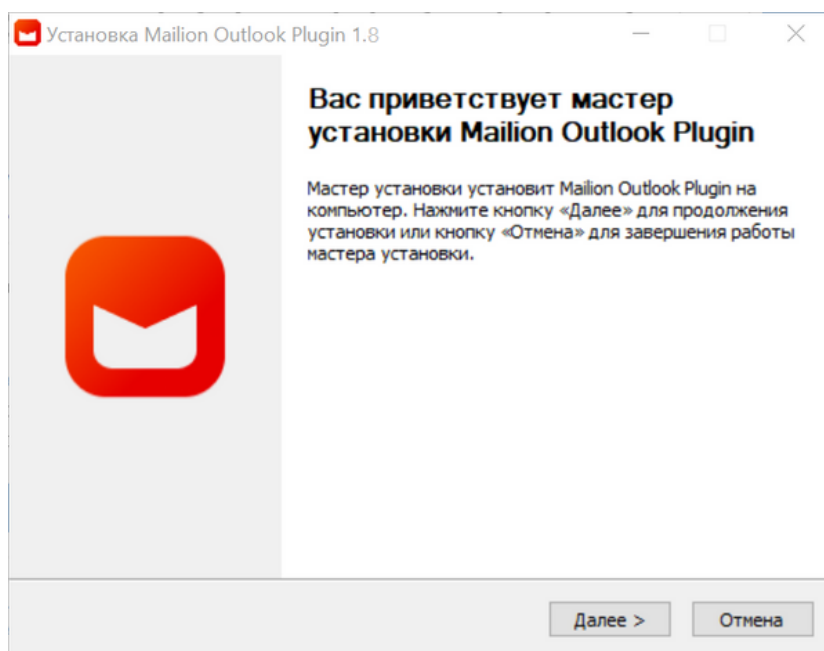 Установка Mailion Outlook Plugin 1.8
Вас приветствует мастер
установки Mailion Outlook Plugin
Мастер установки установит Mailion Outlook Plugin на
компьютер. Нажмите кнопку «Далее» для продолжения
установки или кнопку «Отмена» для завершения работы
мастера установки.
Далее >
Отмена